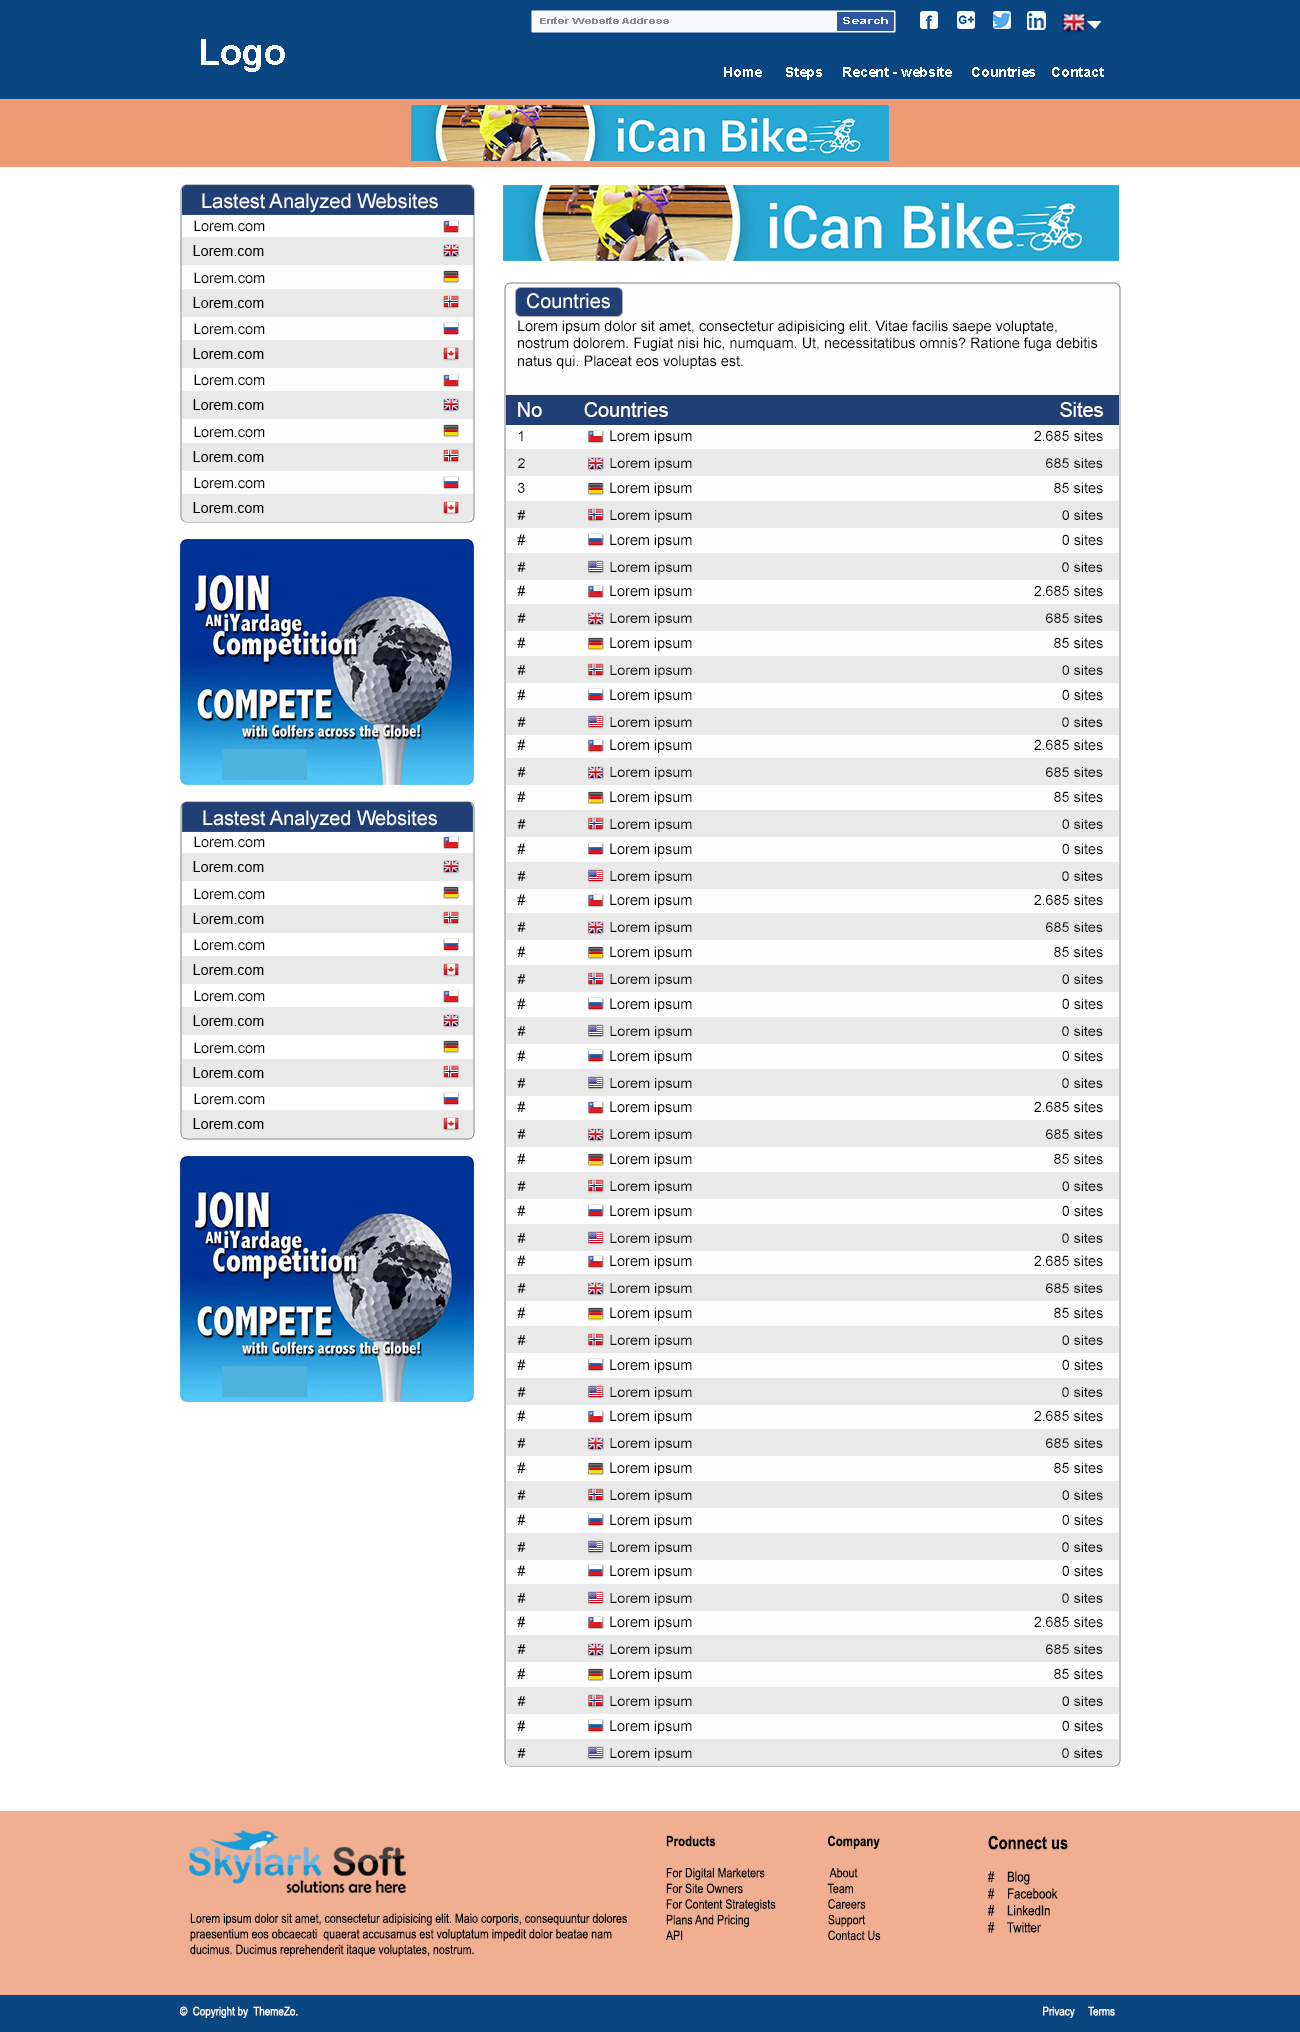 Enter Website Address
Search
Logo
Home Steps Recent - website Countries Contact
iCan Bike
Lastest Analyzed Websites
Lorem.com
Lorem.com
Lorem.com
Lorem.com
Lorem.com
Lorem.com
Lorem.com
Lorem.com
Lorem.com
Lorem.com
Lorem.com
Lorem.com
JOIN
AN iYardage
Competition
COMPETE
with Golfers across the Globe!
Lastest Analyzed Websites
Lorem.com
Lorem.com
Lorem.com
Lorem.com
Lorem.com
Lorem.com
Lorem.com
Lorem.com
Lorem.com
Lorem.com
Lorem.com
Lorem.com
JOIN
AN iYardage
Competition
COMPETE
with Golfers across the Globe!
iCan Bike
Countries
Lorem ipsum dolor sit amet, consectetur adipisicing elit. Vitae facilis saepe voluptate,
nostrum dolorem. Fugiat nisi hic, numquam. Ut, necessitatibus omnis? Ratione fuga debitis
natus qui. Placeat eos voluptas est.
No Countries Sites
1 Lorem ipsum 2.685 sites
2 Lorem ipsum 685 sites
3 Lorem ipsum 85 sites
# Lorem ipsum 0 sites
# Lorem ipsum 0 sites
# Lorem ipsum 0 sites
# Lorem ipsum 2.685 sites
# Lorem ipsum 685 sites
# Lorem ipsum 85 sites
# Lorem ipsum 0 sites
# Lorem ipsum 0 sites
# Lorem ipsum 0 sites
# Lorem ipsum 2.685 sites
# Lorem ipsum 685 sites
# Lorem ipsum 85 sites
# Lorem ipsum 0 sites
# Lorem ipsum 0 sites
# Lorem ipsum 0 sites
# Lorem ipsum 2.685 sites
# Lorem ipsum 685 sites
# Lorem ipsum 85 sites
# Lorem ipsum 0 sites
# Lorem ipsum 0 sites
# Lorem ipsum 0 sites
# Lorem ipsum 0 sites
# Lorem ipsum 0 sites
# Lorem ipsum 2.685 sites
# Lorem ipsum 685 sites
# Lorem ipsum 85 sites
# Lorem ipsum 0 sites
# Lorem ipsum 0 sites
# Lorem ipsum 0 sites
# Lorem ipsum 2.685 sites
# Lorem ipsum 685 sites
# Lorem ipsum 85 sites
# Lorem ipsum 0 sites
# Lorem ipsum 0 sites
# Lorem ipsum 0 sites
# Lorem ipsum 2.685 sites
# Lorem ipsum 685 sites
# Lorem ipsum 85 sites
# Lorem ipsum 0 sites
# Lorem ipsum 0 sites
# Lorem ipsum 0 sites
# Lorem ipsum 0 sites
# Lorem ipsum 0 sites
# Lorem ipsum 2.685 sites
# Lorem ipsum 685 sites
# Lorem ipsum 85 sites
# Lorem ipsum 0 sites
# Lorem ipsum 0 sites
# Lorem ipsum 0 sites
Skylark Soft
solutions are here
Lorem ipsum dolor sit amet, consectetur adipisicing elit. Maio corporis, consequuntur dolores
praesentium eos obcaecati quaerat accusamus est voluptatum impedit dolor beatae nam
ducimus. Ducimus reprehenderit itaque voluptates, nostrum.
Products
For Digital Marketers
For Site Owners
For Content Strategists
Plans And Pricing
API
Company
About
Team
Careers
Support
Contact Us
Connect us
# Blog
# Facebook
# LinkedIn
# Twitter
© Copyright by ThemeZo.
Privacy Terms